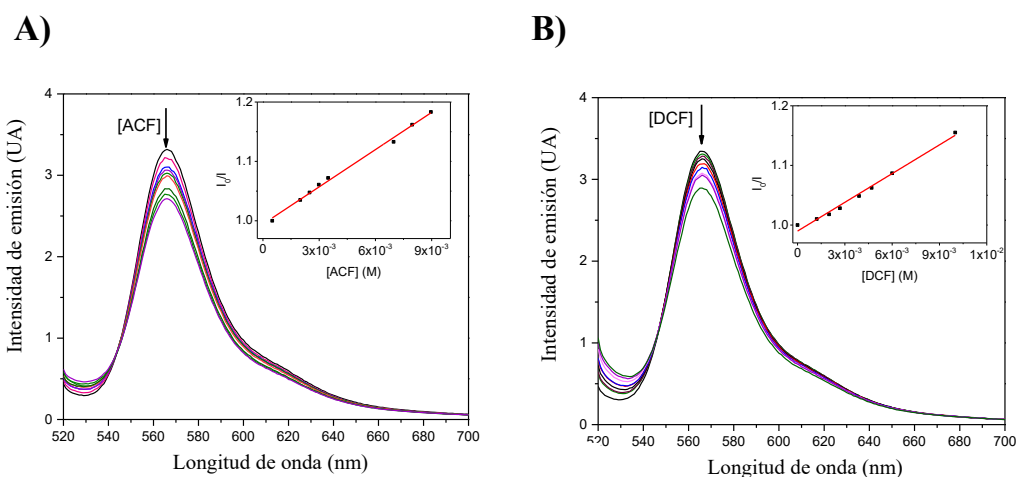 A)
4
3
2
1
0
Intensidad de emisión (UA)
[ACF]
1.2
1.1
1.0
I₀/I
0
3x10⁻³
6x10⁻³
9x10⁻³
[ACF] (M)
520 540 560 580 600 620 640 660 680 700
Longitud de onda (nm)
B)
4
3
2
1
0
Intensidad de emisión (UA)
[DCF]
1.2
1.1
1.0
I₀/I
0
3x10⁻³
6x10⁻³
9x10⁻³
1x10⁻²
[DCF] (M)
520 540 560 580 600 620 640 660 680 700
Longitud de onda (nm)